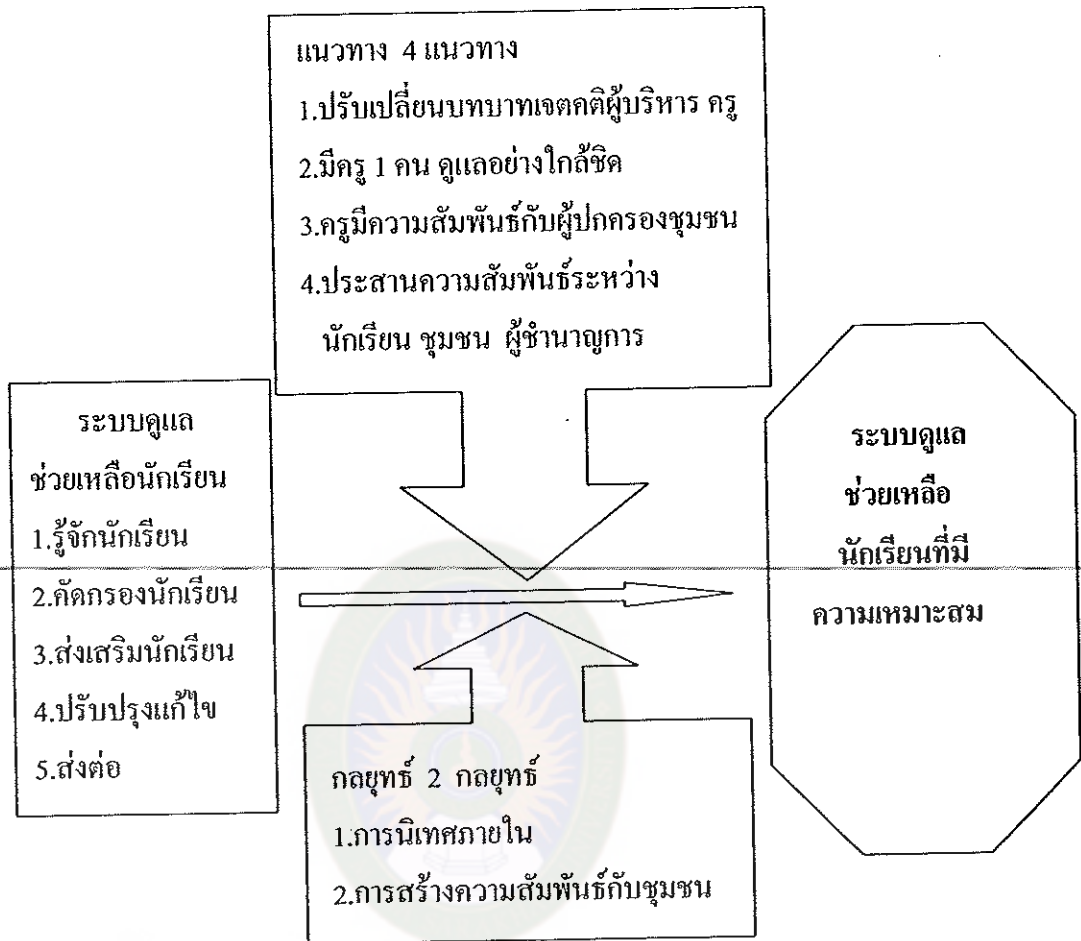 แนวทาง 4 แนวทาง
1.ปรับเปลี่ยนบทบาทเจตคติผู้บริหาร ครู
2.มีครู 1 คน ดูแลอย่างใกล้ชิด
3.ครูมีความสัมพันธ์กับผู้ปกครองชุมชน
4.ประสานความสัมพันธ์ระหว่าง
นักเรียน ชุมชน ผู้ชำนาญการ
ระบบดูแล
ช่วยเหลือนักเรียน
1.รู้จักนักเรียน
2.คัดกรองนักเรียน
3.ส่งเสริมนักเรียน
4.ปรับปรุงแก้ไข
5.ส่งต่อ
กลยุทธ์ 2 กลยุทธ์
1.การนิเทศภายใน
2.การสร้างความสัมพันธ์กับชุมชน
ระบบดูแล
ช่วยเหลือ
นักเรียนที่มี
ความเหมาะสม